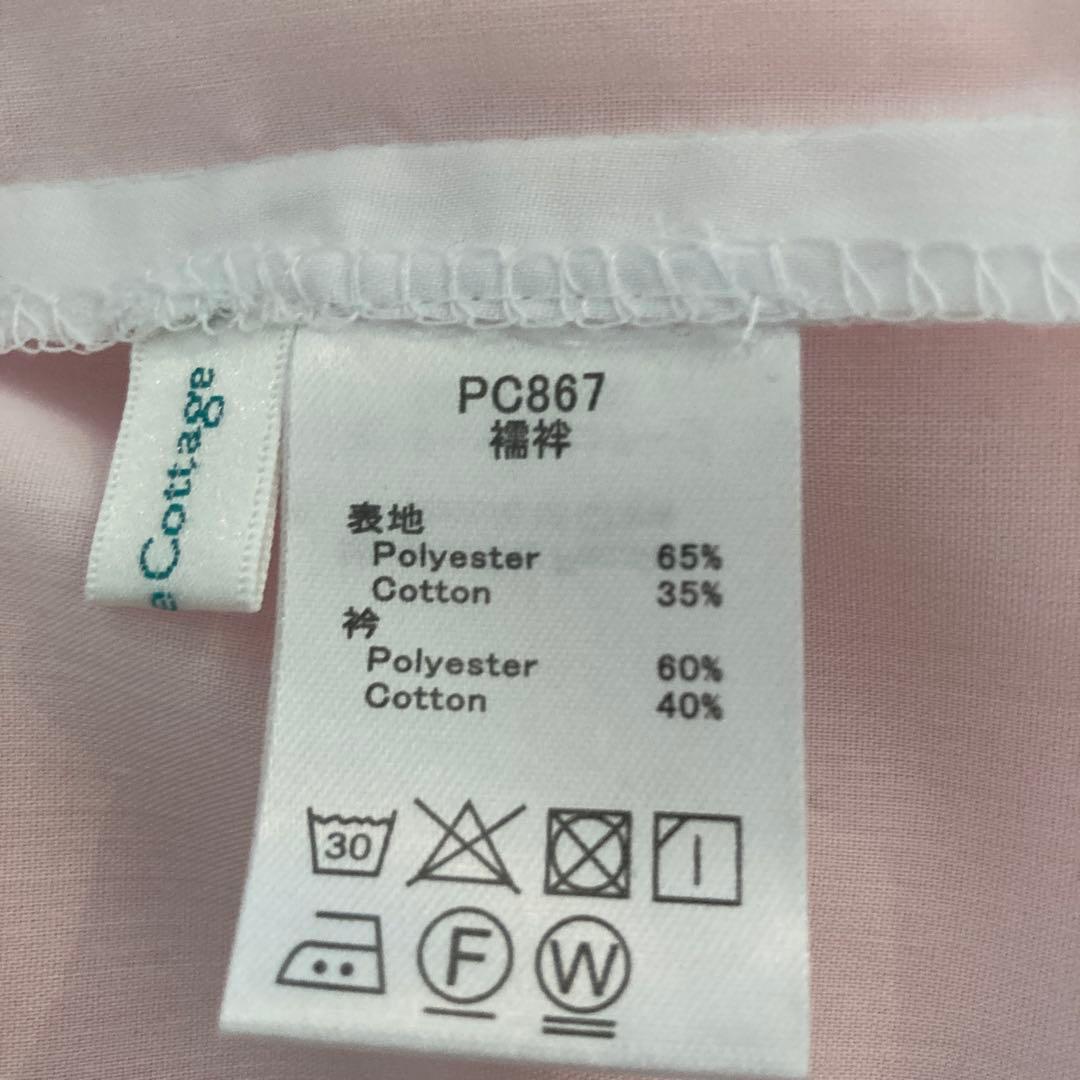 Cottage
PC867
襦袢
表地
Polyester 65%
Cotton 35%
衿
Polyester 60%
Cotton 40%
30
F
W